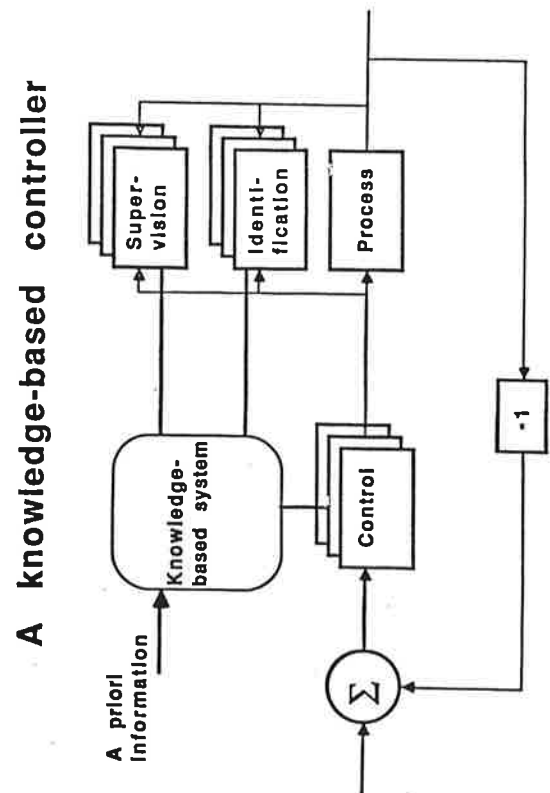 A knowledge-based controller
A priori
Information
Knowledge-
based system
Super-
vision
Identi-
fication
Control
Process
Σ
-1